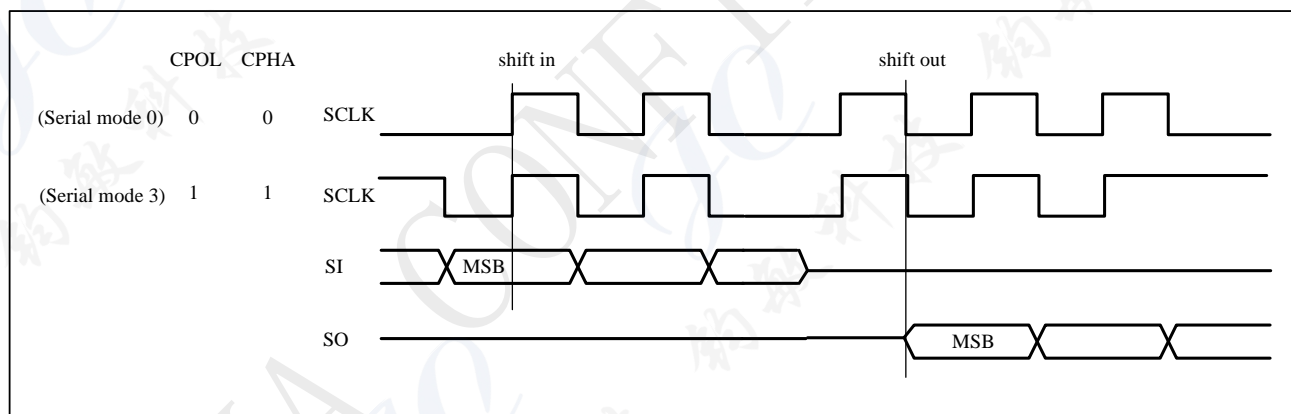 CPOL CPHA shift in shift out
(Serial mode 0) 0 0 SCLK
(Serial mode 3) 1 1 SCLK
SI MSB
SO MSB